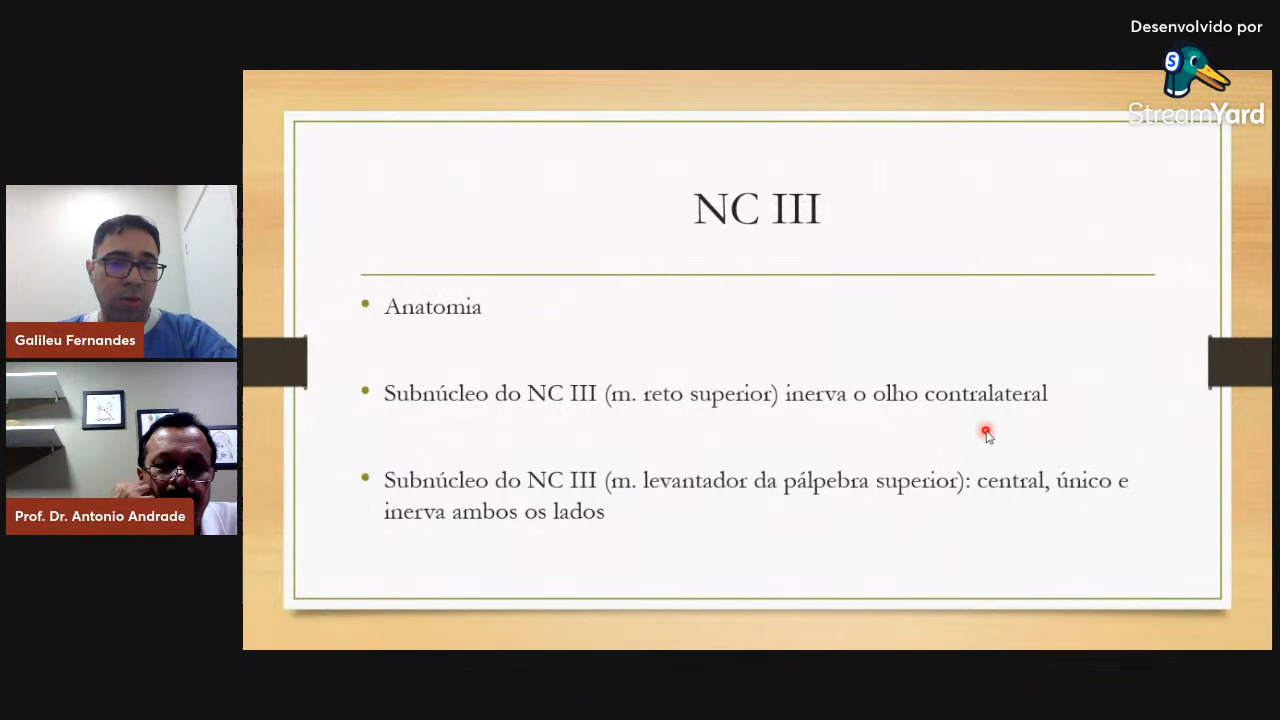 Desenvolvido por
StreamYard
NC III
• Anatomia
• Subnúcleo do NC III (m. reto superior) inerva o olho contralateral
• Subnúcleo do NC III (m. levantador da pálpebra superior): central, único e
inerva ambos os lados
Galileu Fernandes
Prof. Dr. Antonio Andrade